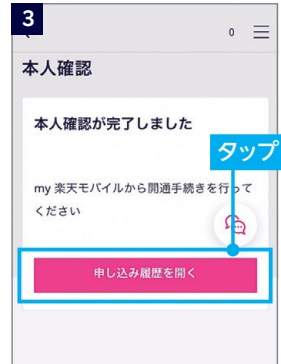 3
0
本人確認
本人確認が完了しました
タップ
my 楽天モバイルから開通手続きを行って
ください
申し込み履歴を開く